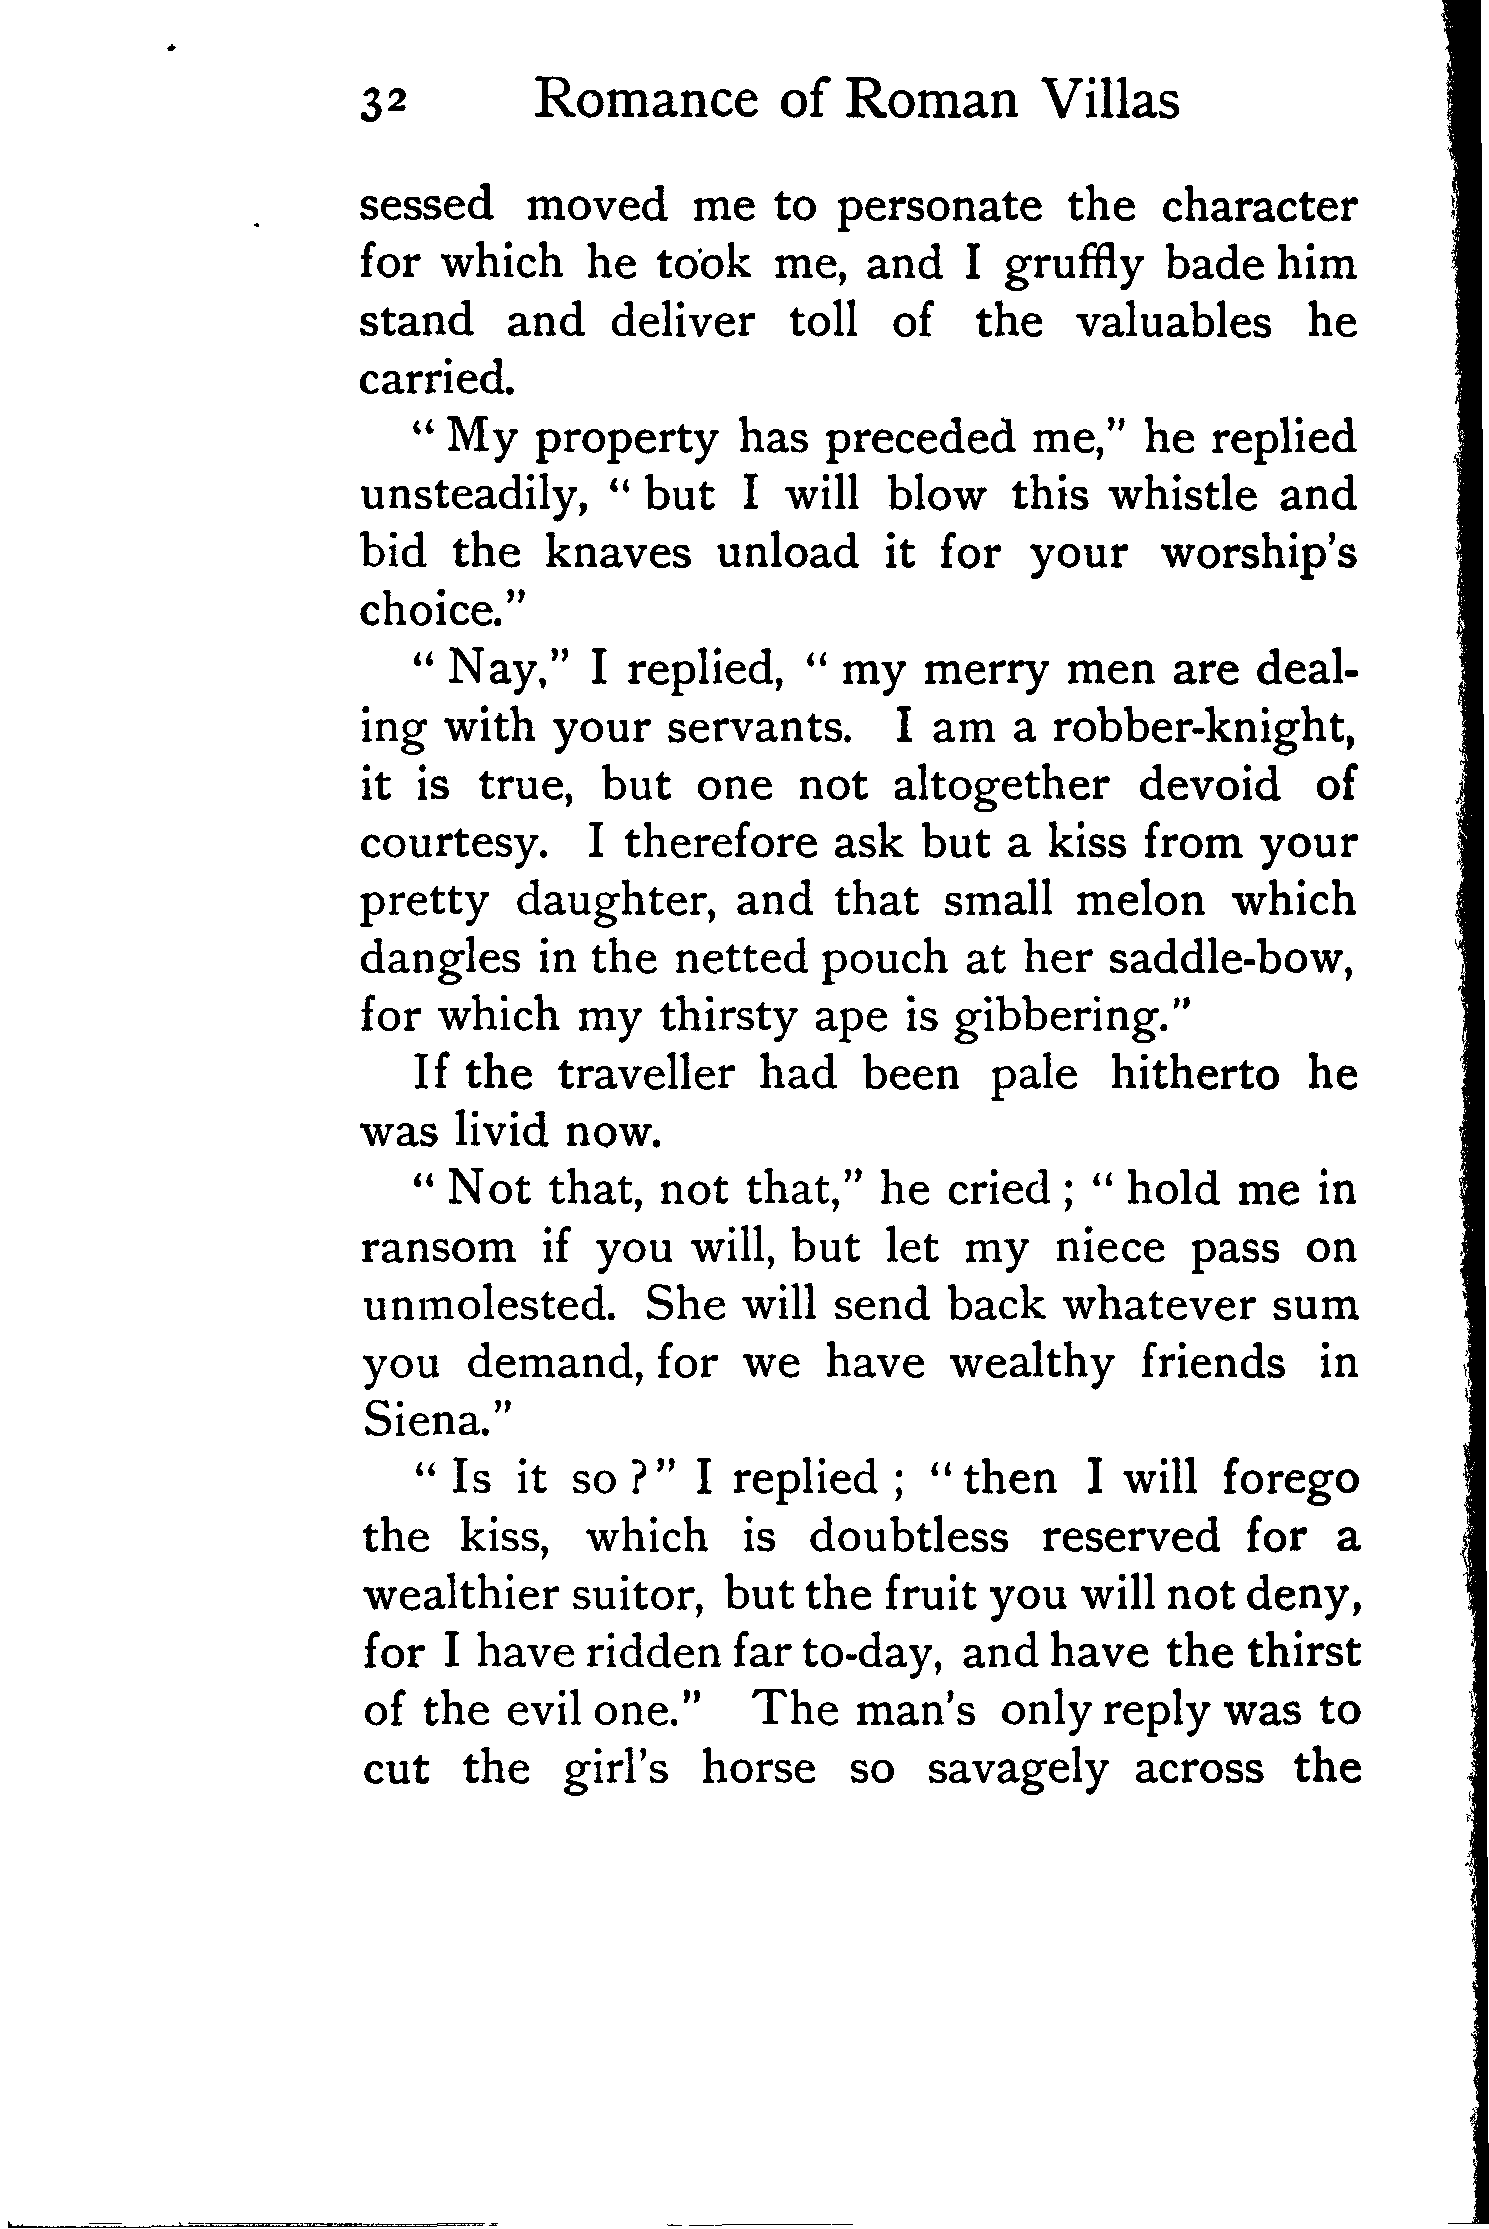 32 Romance of Roman Villas
sessed moved me to personate the character
for which he took me, and I gruffly bade him
stand and deliver toll of the valuables he
carried.
" My property has preceded me," he replied
unsteadily, " but I will blow this whistle and
bid the knaves unload it for your worship's
choice."
" Nay," I replied, " my merry men are deal-
ing with your servants. I am a robber-knight,
it is true, but one not altogether devoid of
courtesy. I therefore ask but a kiss from your
pretty daughter, and that small melon which
dangles in the netted pouch at her saddle-bow,
for which my thirsty ape is gibbering."
If the traveller had been pale hitherto he
was livid now.
" Not that, not that," he cried ; " hold me in
ransom if you will, but let my niece pass on
unmolested. She will send back whatever sum
you demand, for we have wealthy friends in
Siena."
" Is it so ? " I replied ; " then I will forego
the kiss, which is doubtless reserved for a
wealthier suitor, but the fruit you will not deny,
for I have ridden far to-day, and have the thirst
of the evil one." The man's only reply was to
cut the girl's horse so savagely across the